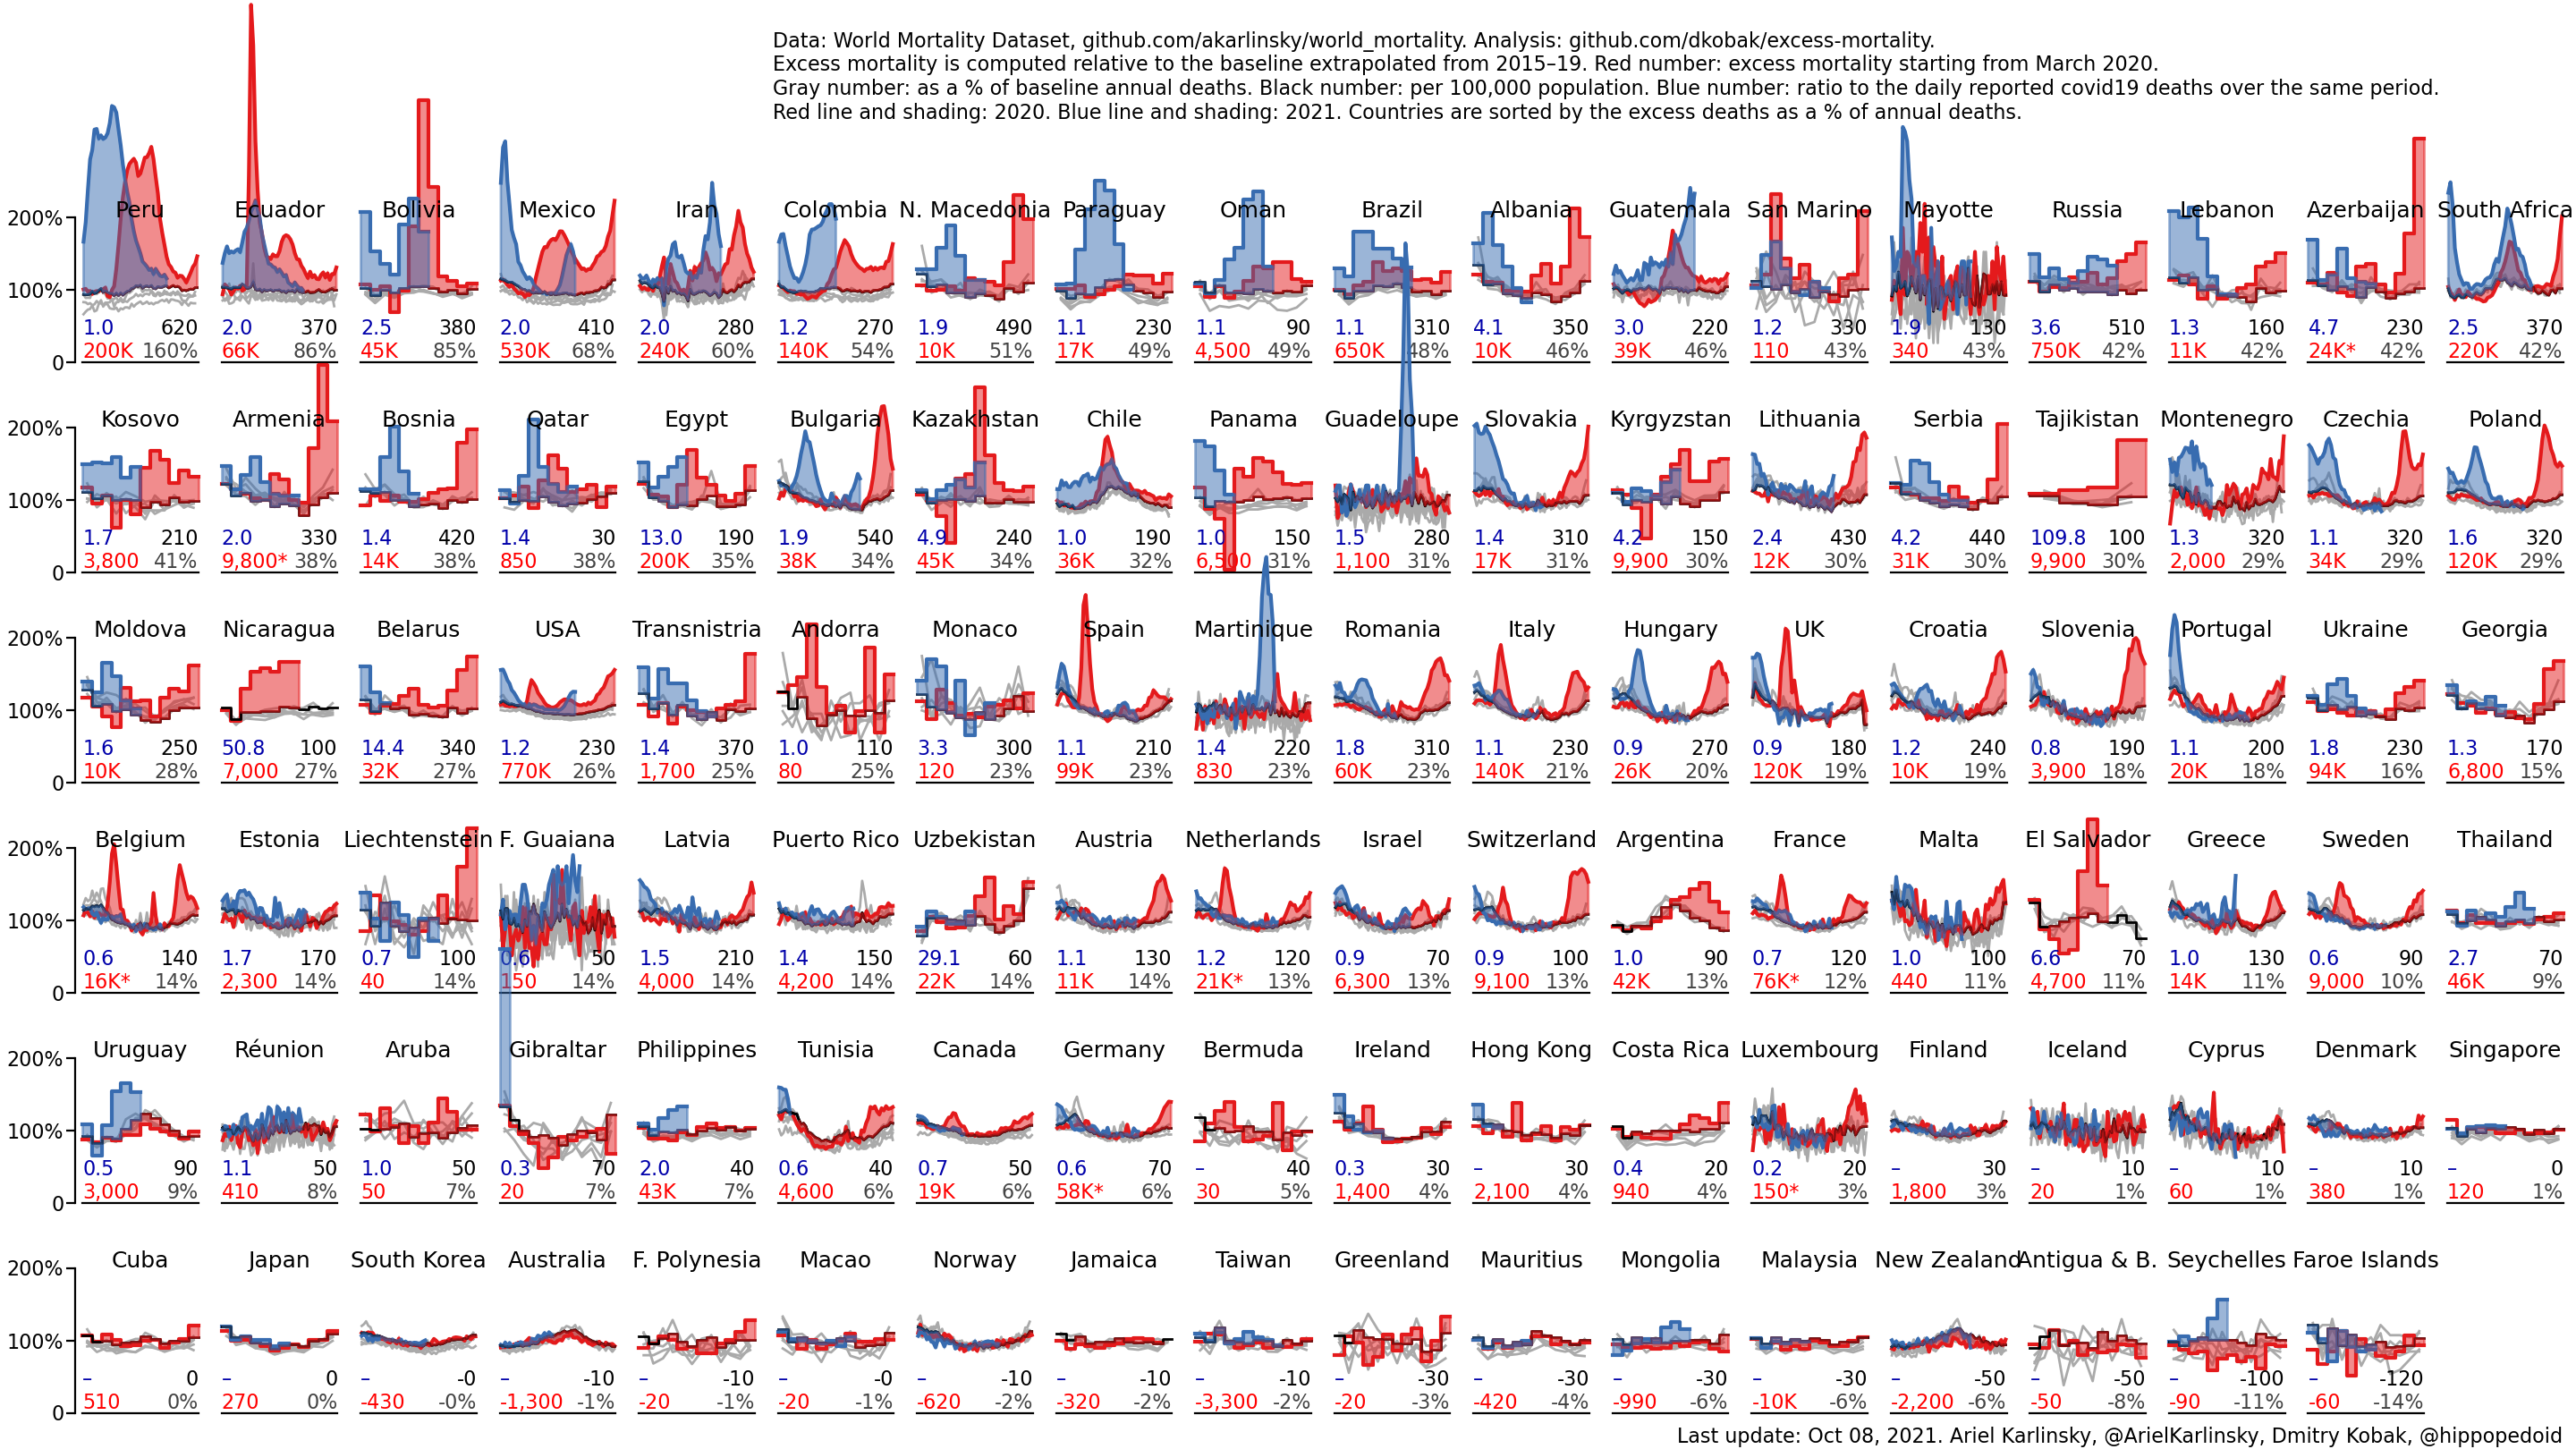 Data: World Mortality Dataset, github.com/akarlinsky/world_mortality. Analysis: github.com/dkobak/excess-mortality.
Excess mortality is computed relative to the baseline extrapolated from 2015–19. Red number: excess mortality starting from March 2020.
Gray number: as a % of baseline annual deaths. Black number: per 100,000 population. Blue number: ratio to the daily reported covid19 deaths over the same period.
Red line and shading: 2020. Blue line and shading: 2021. Countries are sorted by the excess deaths as a % of annual deaths.
Peru Ecuador Bolivia Mexico Iran Colombia N. Macedonia Paraguay Oman Brazil Albania Guatemala San Marino Mayotte Russia Lebanon Azerbaijan South Africa
200%
100%
1.0 620 2.0 370 2.5 380 2.0 410 2.0 280 1.2 270 1.9 490 1.1 230 1.1 90 1.1 310 4.1 350 3.0 220 1.2 330 1.9 130 3.6 510 1.3 160 4.7 230 2.5 370
0 200K 160% 66K 86% 45K 85% 530K 68% 240K 60% 140K 54% 10K 51% 17K 49% 4,500 49% 650K 48% 10K 46% 39K 46% 110 43% 340 43% 750K 42% 11K 42% 24K* 42% 220K 42%
Kosovo Armenia Bosnia Qatar Egypt Bulgaria Kazakhstan Chile Panama Guadeloupe Slovakia Kyrgyzstan Lithuania Serbia Tajikistan Montenegro Czechia Poland
200%
100%
1.7 210 2.0 330 1.4 420 1.4 30 13.0 190 1.9 540 4.9 240 1.0 190 1.0 150 1.5 280 1.4 310 4.2 150 2.4 430 4.2 440 109.8 100 1.3 320 1.1 320 1.6 320
0 3,800 41% 9,800* 38% 14K 38% 850 38% 200K 35% 38K 34% 45K 34% 36K 32% 6,500 31% 1,100 31% 17K 31% 9,900 30% 12K 30% 31K 30% 9,900 30% 2,000 29% 34K 29% 120K 29%
Moldova Nicaragua Belarus USA Transnistria Andorra Monaco Spain Martinique Romania Italy Hungary UK Croatia Slovenia Portugal Ukraine Georgia
200%
100%
1.6 250 50.8 100 14.4 340 1.2 230 1.4 370 1.0 110 3.3 300 1.1 210 1.4 220 1.8 310 1.1 230 0.9 270 0.9 180 1.2 240 0.8 190 1.1 200 1.8 230 1.3 170
0 10K 28% 7,000 27% 32K 27% 770K 26% 1,700 25% 80 25% 120 23% 99K 23% 830 23% 60K 23% 140K 21% 26K 20% 120K 19% 10K 19% 3,900 18% 20K 18% 94K 16% 6,800 15%
Belgium Estonia Liechtenstein F. Guaiana Latvia Puerto Rico Uzbekistan Austria Netherlands Israel Switzerland Argentina France Malta El Salvador Greece Sweden Thailand
200%
100%
0.6 140 1.7 170 0.7 100 0.6 50 1.5 210 1.4 150 29.1 60 1.1 130 1.2 120 0.9 70 0.9 100 1.0 90 0.7 120 1.0 100 6.6 70 1.0 130 0.6 90 2.7 70
0 16K* 14% 2,300 14% 40 14% 150 14% 4,000 14% 4,200 14% 22K 14% 11K 14% 21K* 13% 6,300 13% 9,100 13% 42K 13% 76K* 12% 440 11% 4,700 11% 14K 11% 9,000 10% 46K 9%
Uruguay Réunion Aruba Gibraltar Philippines Tunisia Canada Germany Bermuda Ireland Hong Kong Costa Rica Luxembourg Finland Iceland Cyprus Denmark Singapore
200%
100%
0.5 90 1.1 50 1.0 50 0.3 70 2.0 40 0.6 40 0.7 50 0.6 70 – 40 0.3 30 – 30 0.4 20 0.2 20 – 30 – 10 – 10 – 10 – 0
0 3,000 9% 410 8% 50 7% 20 7% 43K 7% 4,600 6% 19K 6% 58K* 6% 30 5% 1,400 4% 2,100 4% 940 4% 150* 3% 1,800 3% 20 1% 60 1% 380 1% 120 1%
Cuba Japan South Korea Australia F. Polynesia Macao Norway Jamaica Taiwan Greenland Mauritius Mongolia Malaysia New Zealand Antigua & B. Seychelles Faroe Islands
200%
100%
– 0 – 0 – -0 – -10 – -10 – -0 – -10 – -10 – -10 – -30 – -30 – -30 – -30 – -50 – -50 – -100 – -120
0 510 0% 270 0% -430 -0% -1,300 -1% -20 -1% -20 -1% -620 -2% -320 -2% -3,300 -2% -20 -3% -420 -4% -990 -6% -10K -6% -2,200 -6% -50 -8% -90 -11% -60 -14%
Last update: Oct 08, 2021. Ariel Karlinsky, @ArielKarlinsky, Dmitry Kobak, @hippopedoid